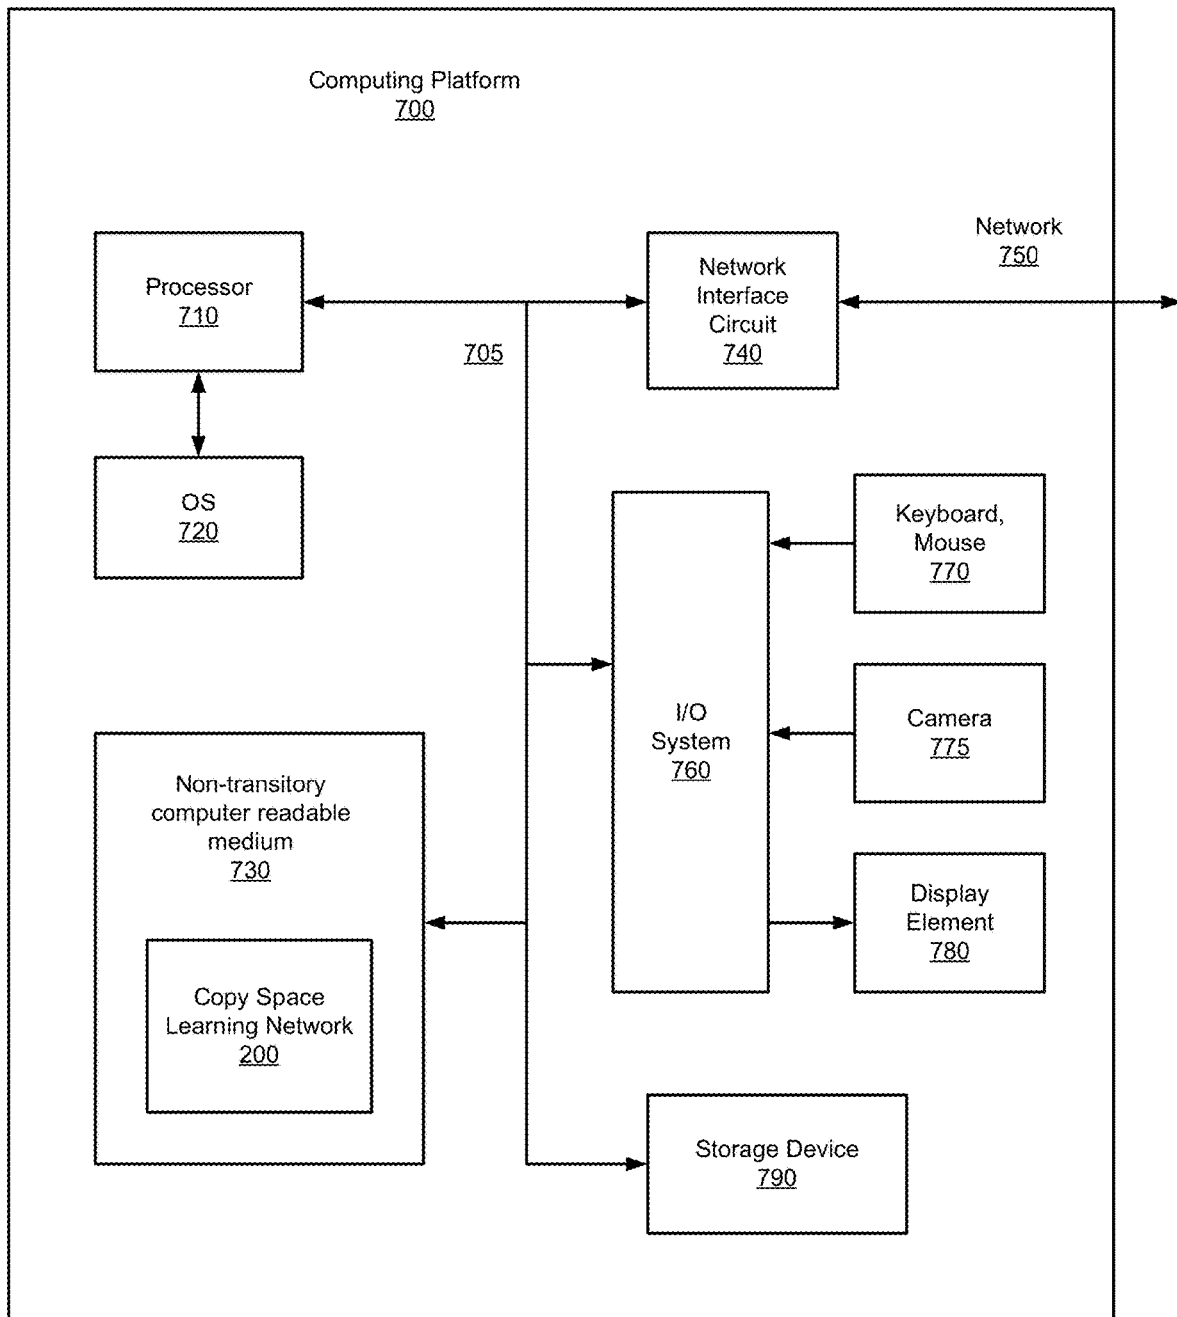 Computing Platform
700
Processor
710
Network
Interface
Circuit
740
Network
750
705
OS
720
Keyboard,
Mouse
770
I/O
System
760
Camera
775
Non-transitory
computer readable
medium
730
Display
Element
780
Copy Space
Learning Network
200
Storage Device
790